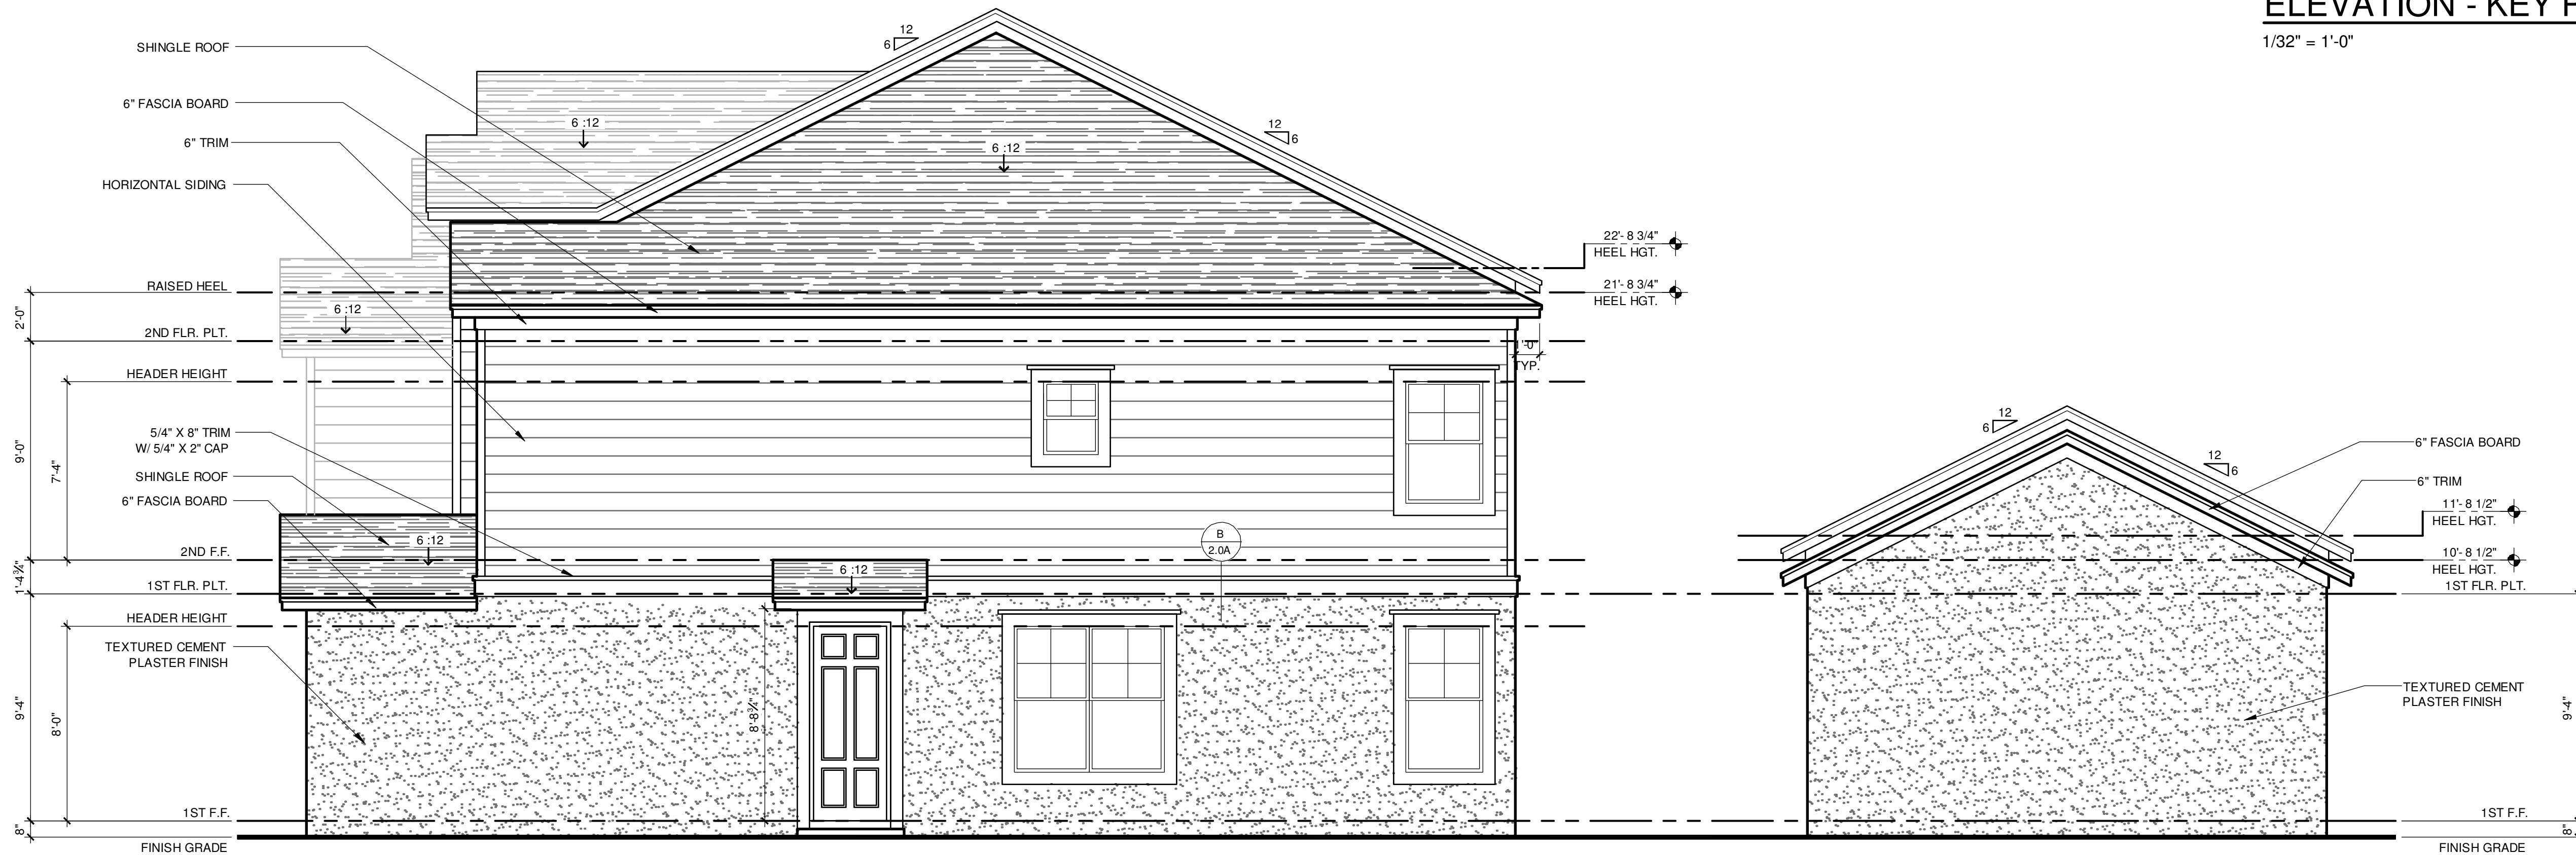 ELEVATION - KEY
1/32" = 1'-0"
12
6
SHINGLE ROOF
6" FASCIA BOARD
6" TRIM
HORIZONTAL SIDING
6 :12
12
6
6 :12
22'- 8 3/4"
HEEL HGT.
21'- 8 3/4"
HEEL HGT.
RAISED HEEL
2'-0"
6 :12
2ND FLR. PLT.
1'-0"
TYP.
HEADER HEIGHT
5/4" X 8" TRIM
W/ 5/4" X 2" CAP
9'-0"
7'-4"
SHINGLE ROOF
6" FASCIA BOARD
2ND F.F.
6 :12
6 :12
B
2.0A
1'-4 3/4"
1ST FLR. PLT.
HEADER HEIGHT
TEXTURED CEMENT
PLASTER FINISH
9'-4"
8'-0"
8'-8 3/4"
1ST F.F.
8"
FINISH GRADE
12
6
12
6
6" FASCIA BOARD
6" TRIM
11'- 8 1/2"
HEEL HGT.
10'- 8 1/2"
HEEL HGT.
1ST FLR. PLT.
TEXTURED CEMENT
PLASTER FINISH
9'-4"
1ST F.F.
8"
FINISH GRADE